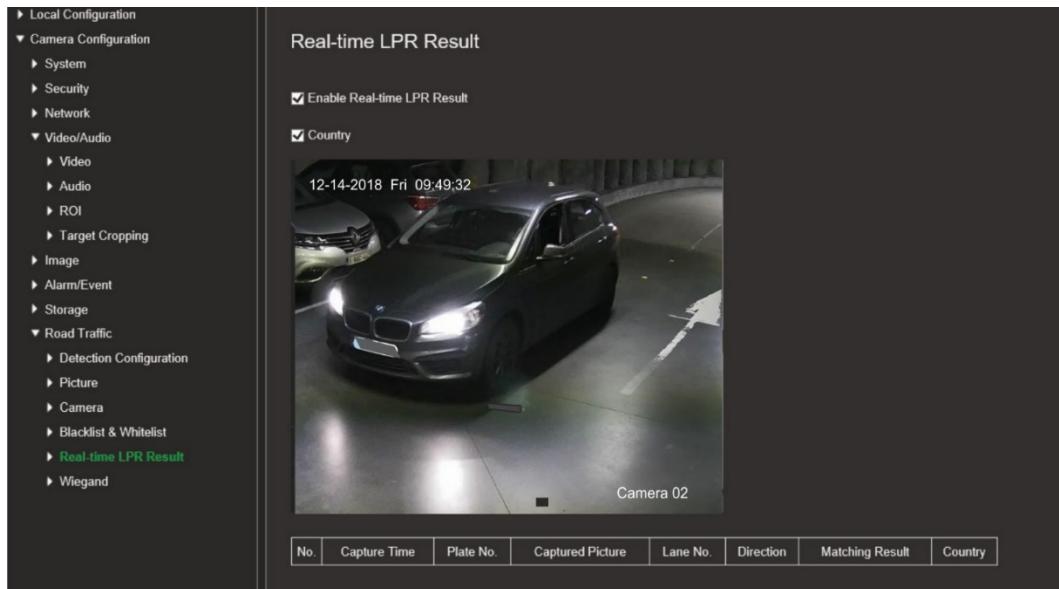 Local Configuration
Camera Configuration
System
Security
Network
Video/Audio
Video
Audio
ROI
Target Cropping
Image
Alarm/Event
Storage
Road Traffic
Detection Configuration
Picture
Camera
Blacklist & Whitelist
Real-time LPR Result
Wiegand
Real-time LPR Result
Enable Real-time LPR Result
Country
12-14-2018 Fri 09:49:32
Camera 02
No. Capture Time Plate No. Captured Picture Lane No. Direction Matching Result Country